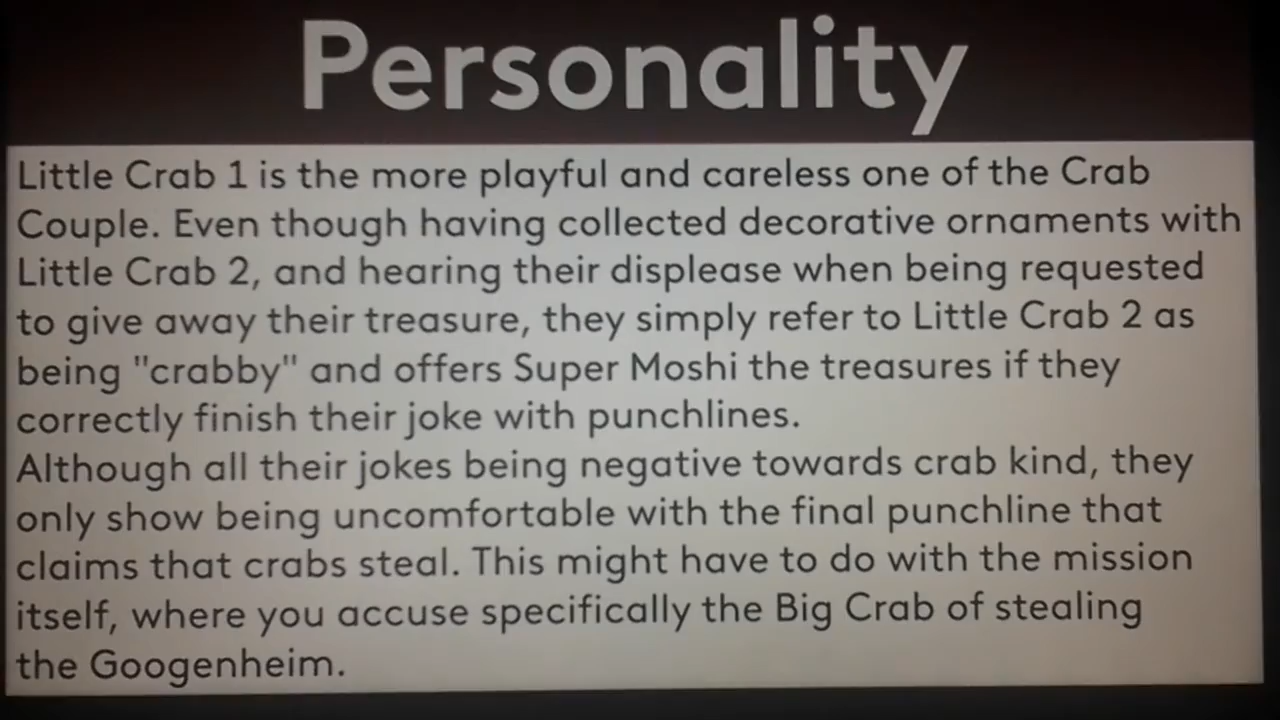 Personality
Little Crab 1 is the more playful and careless one of the Crab
Couple. Even though having collected decorative ornaments with
Little Crab 2, and hearing their displease when being requested
to give away their treasure, they simply refer to Little Crab 2 as
being "crabby" and offers Super Moshi the treasures if they
correctly finish their joke with punchlines.
Although all their jokes being negative towards crab kind, they
only show being uncomfortable with the final punchline that
claims that crabs steal. This might have to do with the mission
itself, where you accuse specifically the Big Crab of stealing
the Googenheim.